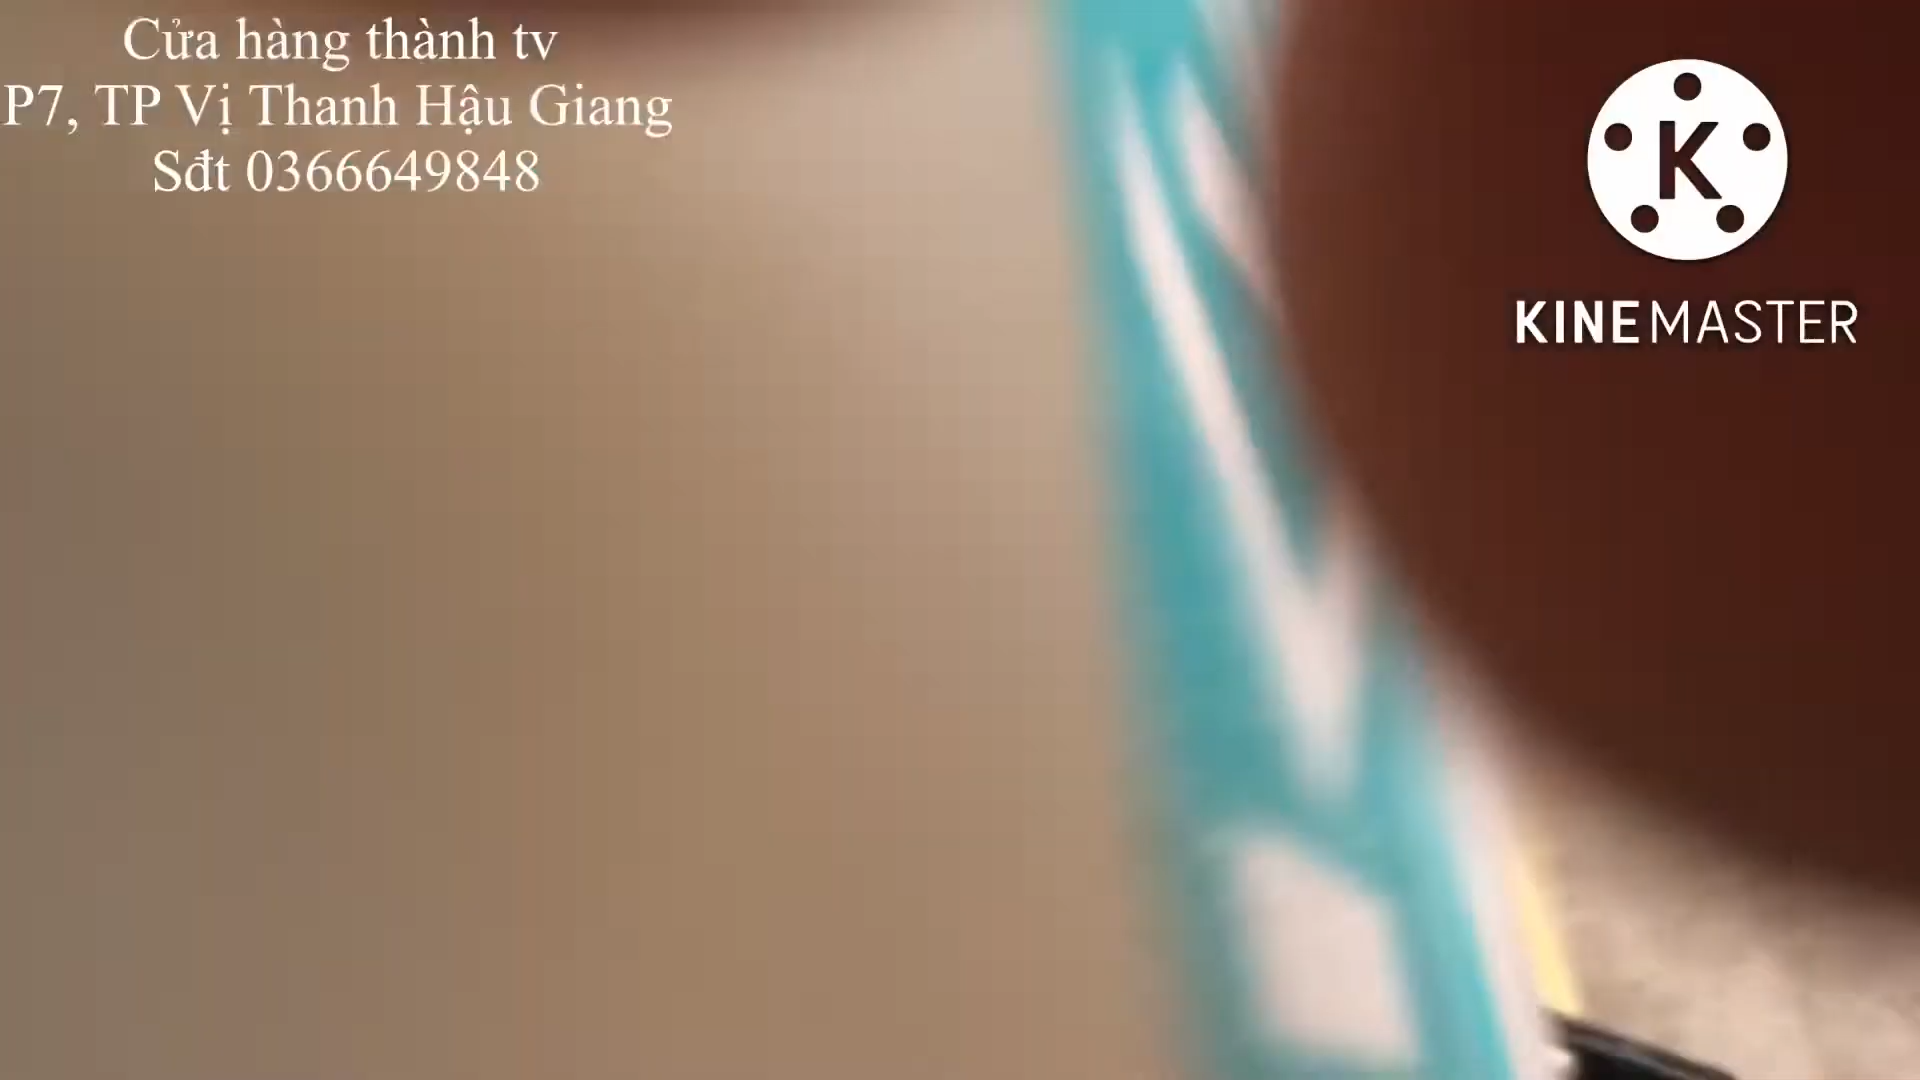 Cửa hàng thành tv
P7, TP Vị Thanh Hậu Giang
Sđt 0366649848
K
KINEMASTER